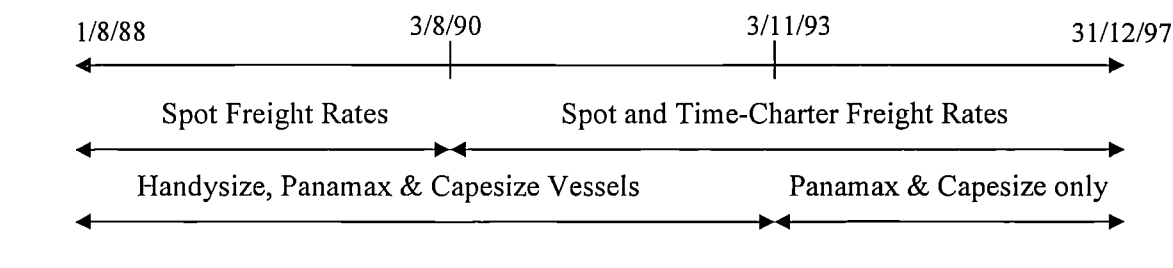 1/8/88 3/8/90 3/11/93 31/12/97
Spot Freight Rates Spot and Time-Charter Freight Rates
Handysize, Panamax & Capesize Vessels Panamax & Capesize only